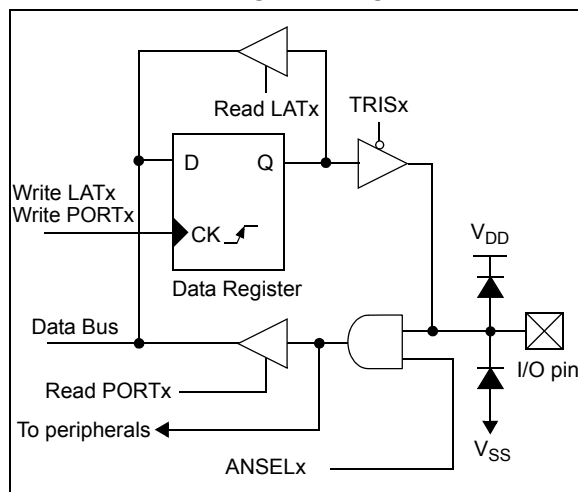 Read LATx
TRISx
D
Q
Write LATx
Write PORTx
CK
VDD
Data Register
Data Bus
I/O pin
Read PORTx
To peripherals
VSS
ANSELx